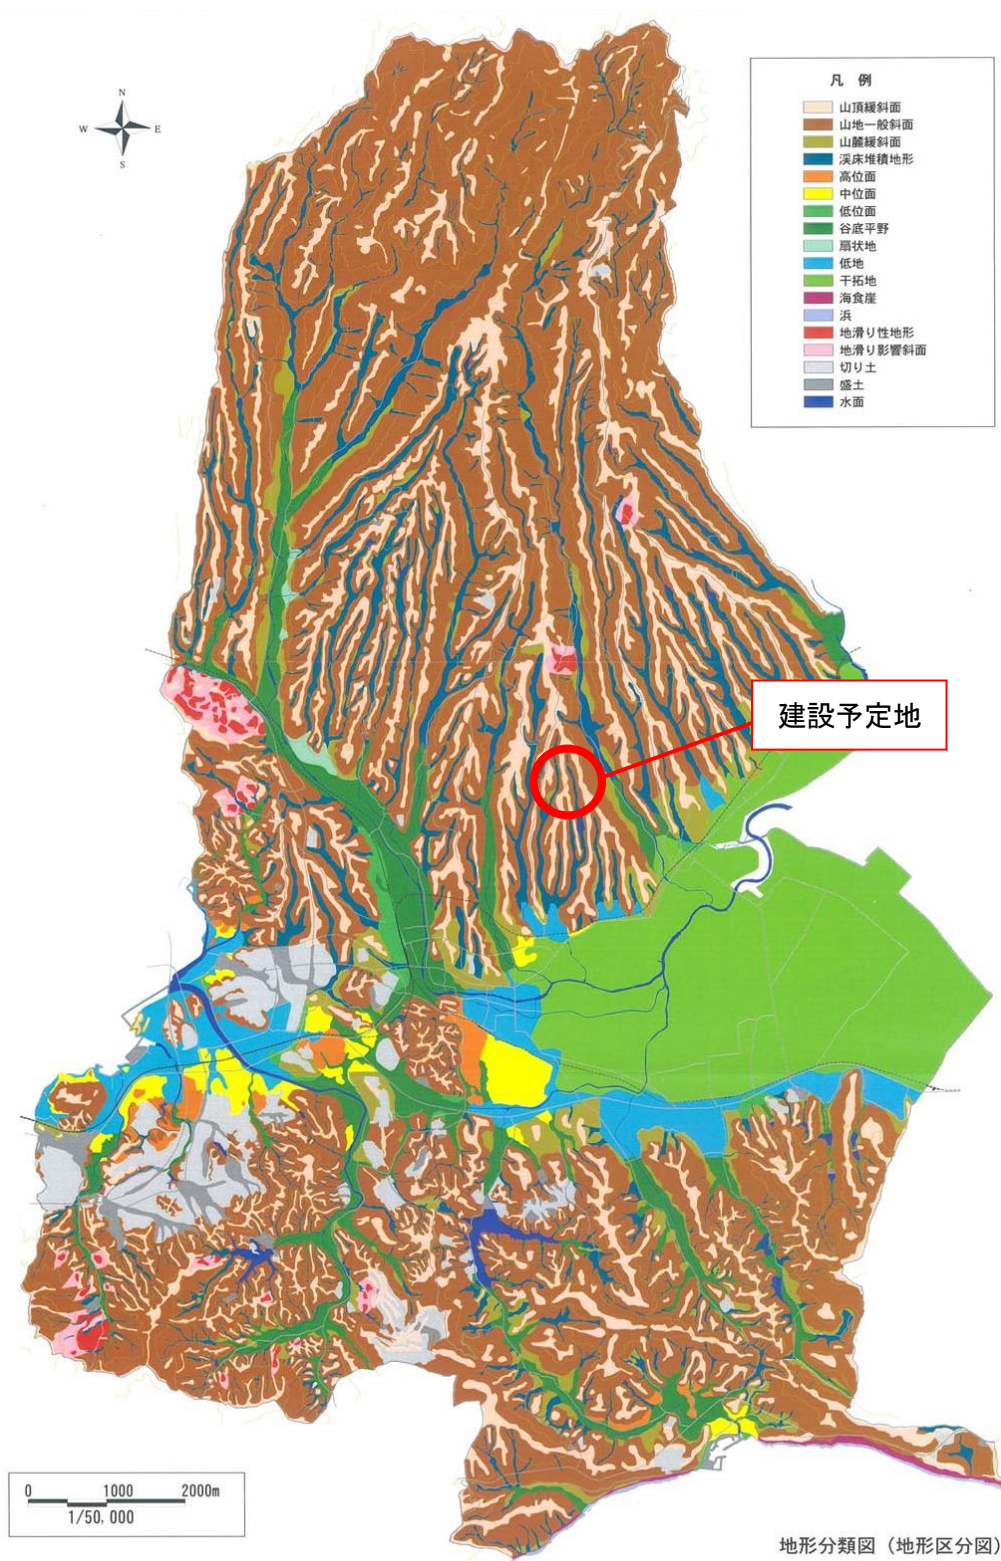 N
W
E
S
凡 例
山頂緩斜面
山地一般斜面
山麓緩斜面
渓床堆積地形
高位面
中位面
低位面
谷底平野
扇状地
低地
干拓地
海食崖
浜
地滑り性地形
地滑り影響斜面
切り土
盛土
水面
建設予定地
0 1000 2000m
1/50,000
地形分類図（地形区分図）